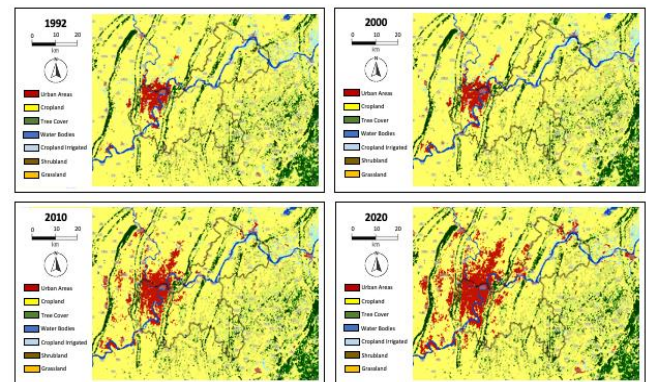 1992
0 10 20
km
N
Urban Areas
Cropland
Tree Cover
Water Bodies
Cropland Irrigated
Shrubland
Grassland
2000
0 10 20
km
N
Urban Areas
Cropland
Tree Cover
Water Bodies
Cropland Irrigated
Shrubland
Grassland
2010
0 10 20
km
N
Urban Areas
Cropland
Tree Cover
Water Bodies
Cropland Irrigated
Shrubland
Grassland
2020
0 10 20
km
N
Urban Areas
Cropland
Tree Cover
Water Bodies
Cropland Irrigated
Shrubland
Grassland